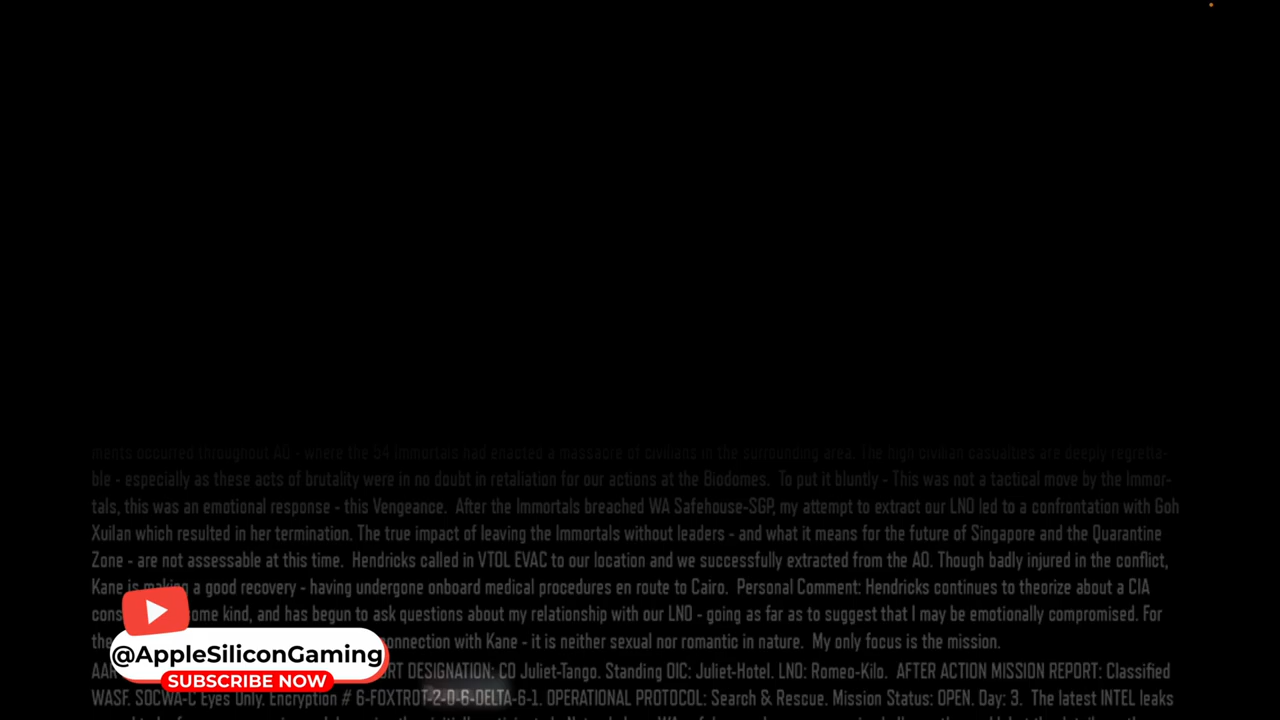 ments occurred throughout AO - where the 54 Immortals had enacted a massacre of civilians in the surrounding area. The high civilian casualties are deeply regretta-
ble - especially as these acts of brutality were in no doubt in retaliation for our actions at the Biodomes. To put it bluntly - This was not a tactical move by the Immor-
tals, this was an emotional response - this Vengeance. After the Immortals breached WA Safehouse-SGP, my attempt to extract our LNO led to a confrontation with Goh
Xuilan which resulted in her termination. The true impact of leaving the Immortals without leaders - and what it means for the future of Singapore and the Quarantine
Zone - are not assessable at this time. Hendricks called in VTOL EVAC to our location and we successfully extracted from the AO. Though badly injured in the conflict,
Kane is making a good recovery - having undergone onboard medical procedures en route to Cairo. Personal Comment: Hendricks continues to theorize about a CIA
cons ome kind, and has begun to ask questions about my relationship with our LNO - going as far as to suggest that I may be emotionally compromised. For
the connection with Kane - it is neither sexual nor romantic in nature. My only focus is the mission.
@AppleSiliconGaming
SUBSCRIBE NOW
AAR RT DESIGNATION: CO Juliet-Tango. Standing OIC: Juliet-Hotel. LNO: Romeo-Kilo. AFTER ACTION MISSION REPORT: Classified
WASF. SOCWA-C Eyes Only. Encryption # 6-FOXTROT1-2-0-6-DELTA-6-1. OPERATIONAL PROTOCOL: Search & Rescue. Mission Status: OPEN. Day: 3. The latest INTEL leaks